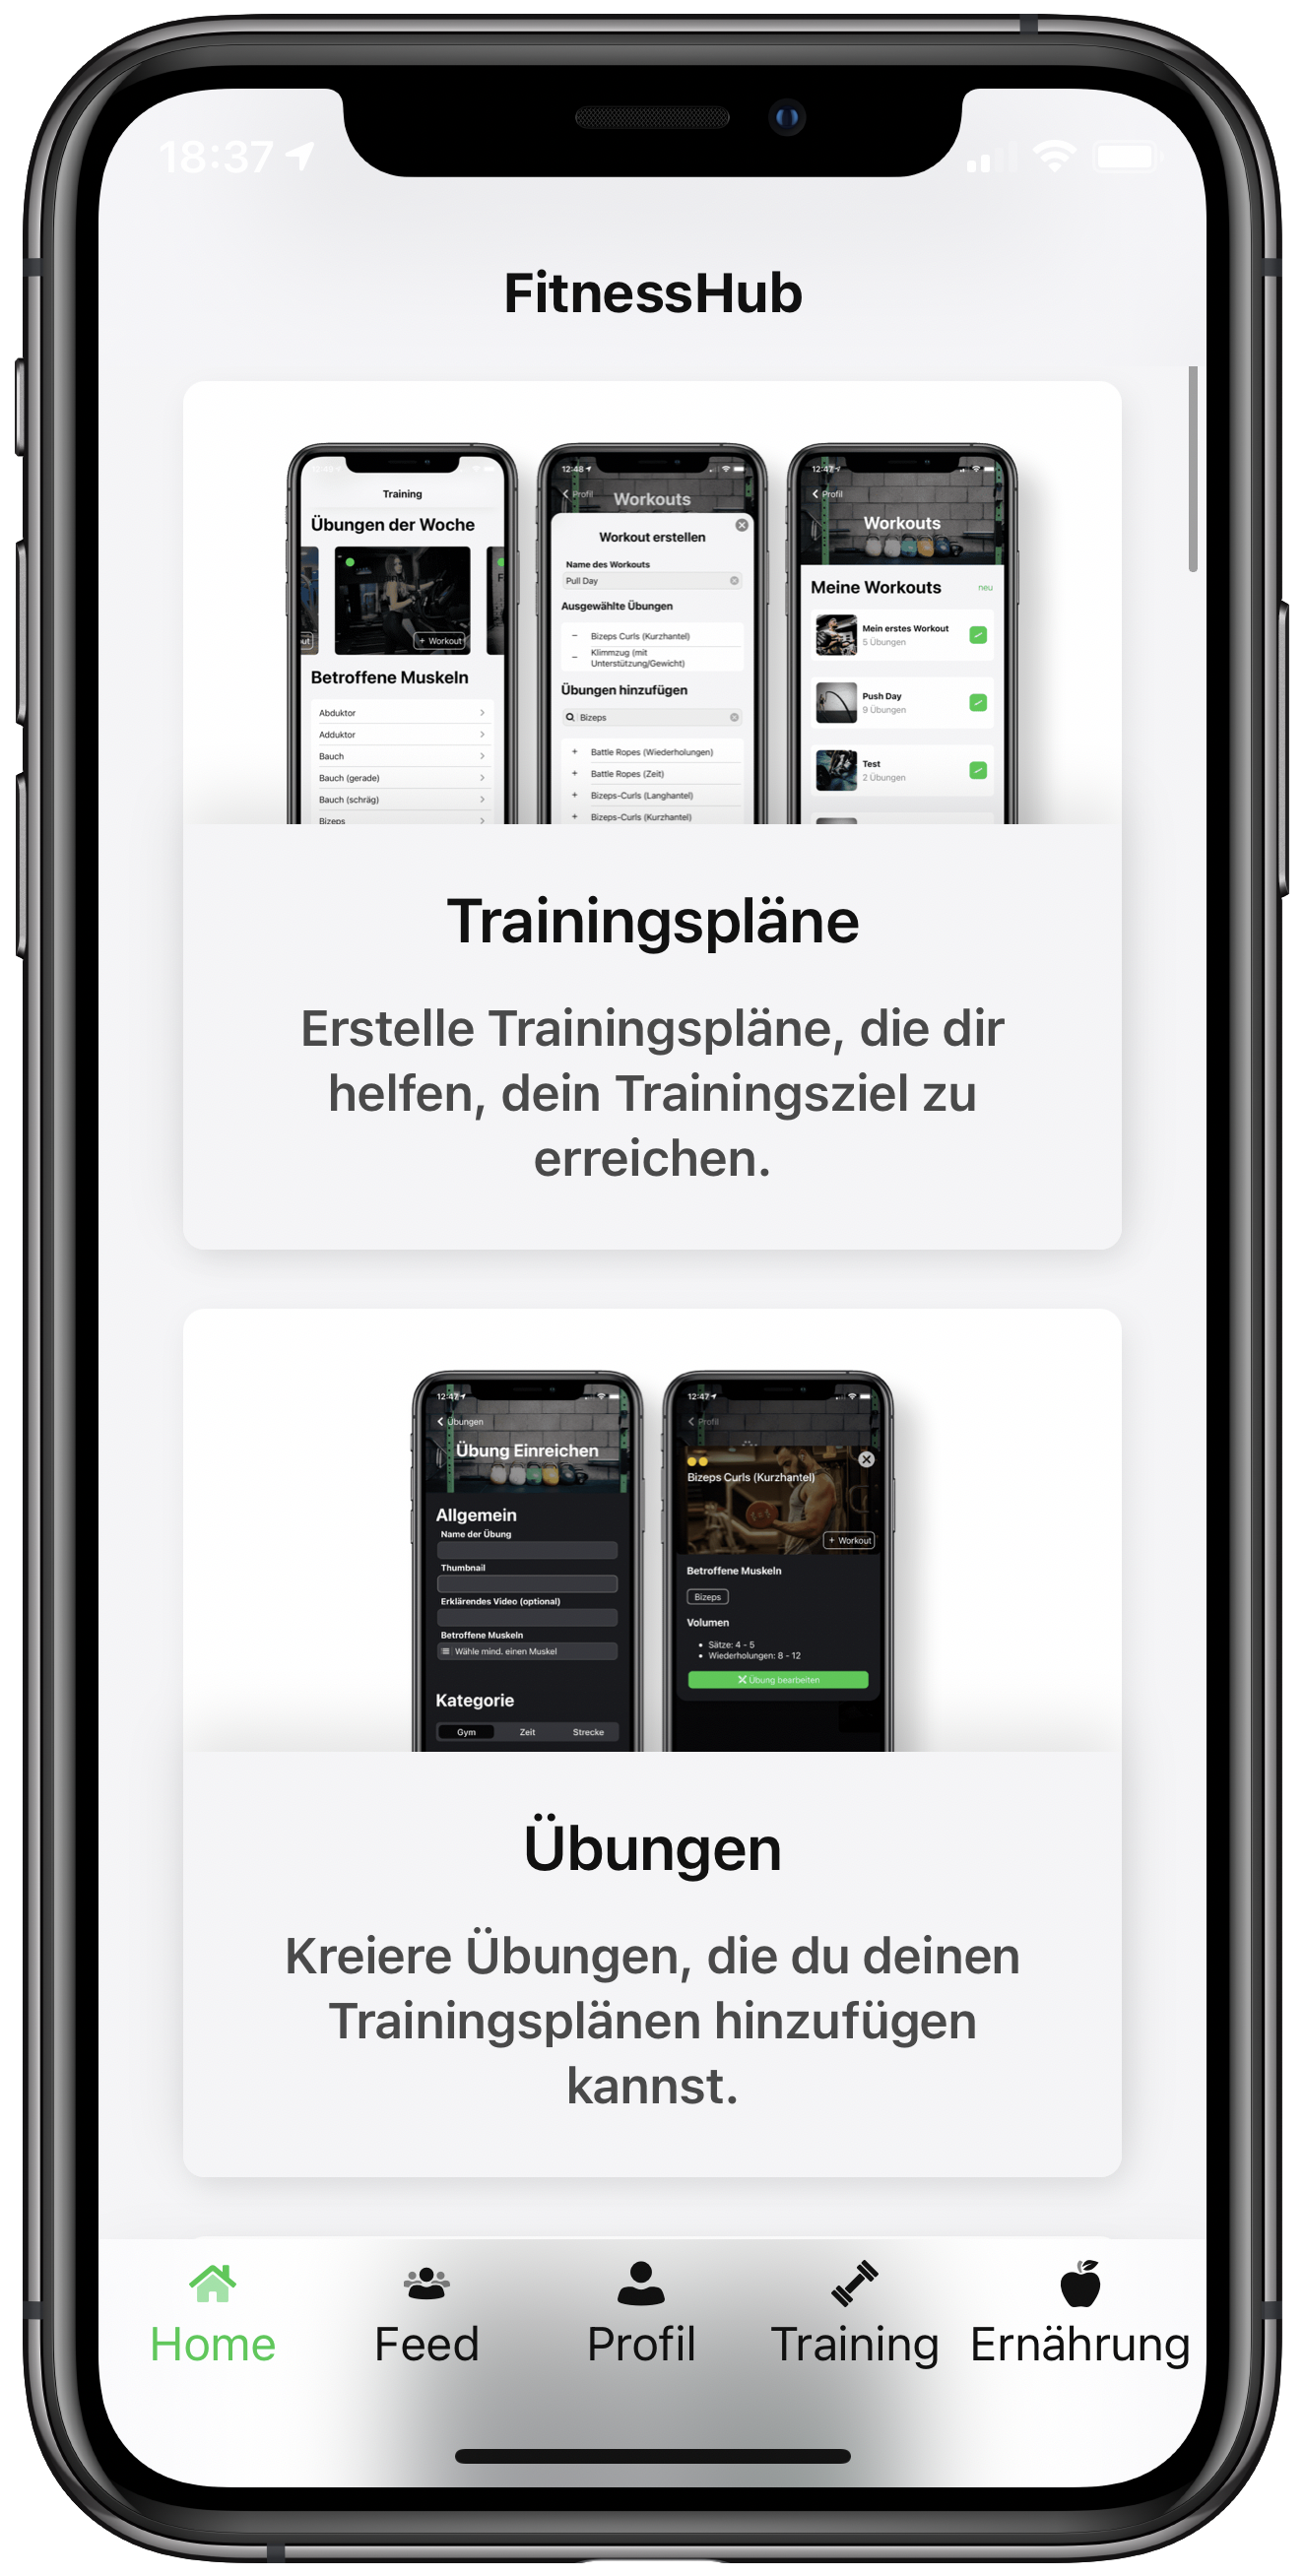 18:37
FitnessHub
Training
Übungen der Woche
+ Workout
Betroffene Muskeln
Abduktor
Adduktor
Bauch
Bauch (gerade)
Bauch (schräg)
Bizeps
12:48
Profil
Workouts
Workout erstellen
Name des Workouts
Pull Day
Ausgewählte Übungen
− Bizeps Curls (Kurzhantel)
− Klimmzug (mit
Unterstützung/Gewicht)
Übungen hinzufügen
Bizeps
+ Battle Ropes (Wiederholungen)
+ Battle Ropes (Zeit)
+ Bizeps-Curls (Langhantel)
+ Bizeps-Curls (Kurzhantel)
12:47
Profil
Workouts
Meine Workouts neu
Mein erstes Workout
5 Übungen
Push Day
9 Übungen
Test
2 Übungen
Trainingspläne
Erstelle Trainingspläne, die dir
helfen, dein Trainingsziel zu
erreichen.
12:47
Übungen
Übung Einreichen
Allgemein
Name der Übung
Thumbnail
Erklärendes Video (optional)
Betroffene Muskeln
Wähle mind. einen Muskel
Kategorie
Gym Zeit Strecke
12:47
Profil
Bizeps Curls (Kurzhantel)
+ Workout
Betroffene Muskeln
Bizeps
Volumen
• Sätze: 4 - 5
• Wiederholungen: 8 - 12
Übung bearbeiten
Übungen
Kreiere Übungen, die du deinen
Trainingsplänen hinzufügen
kannst.
Home Feed Profil Training Ernährung